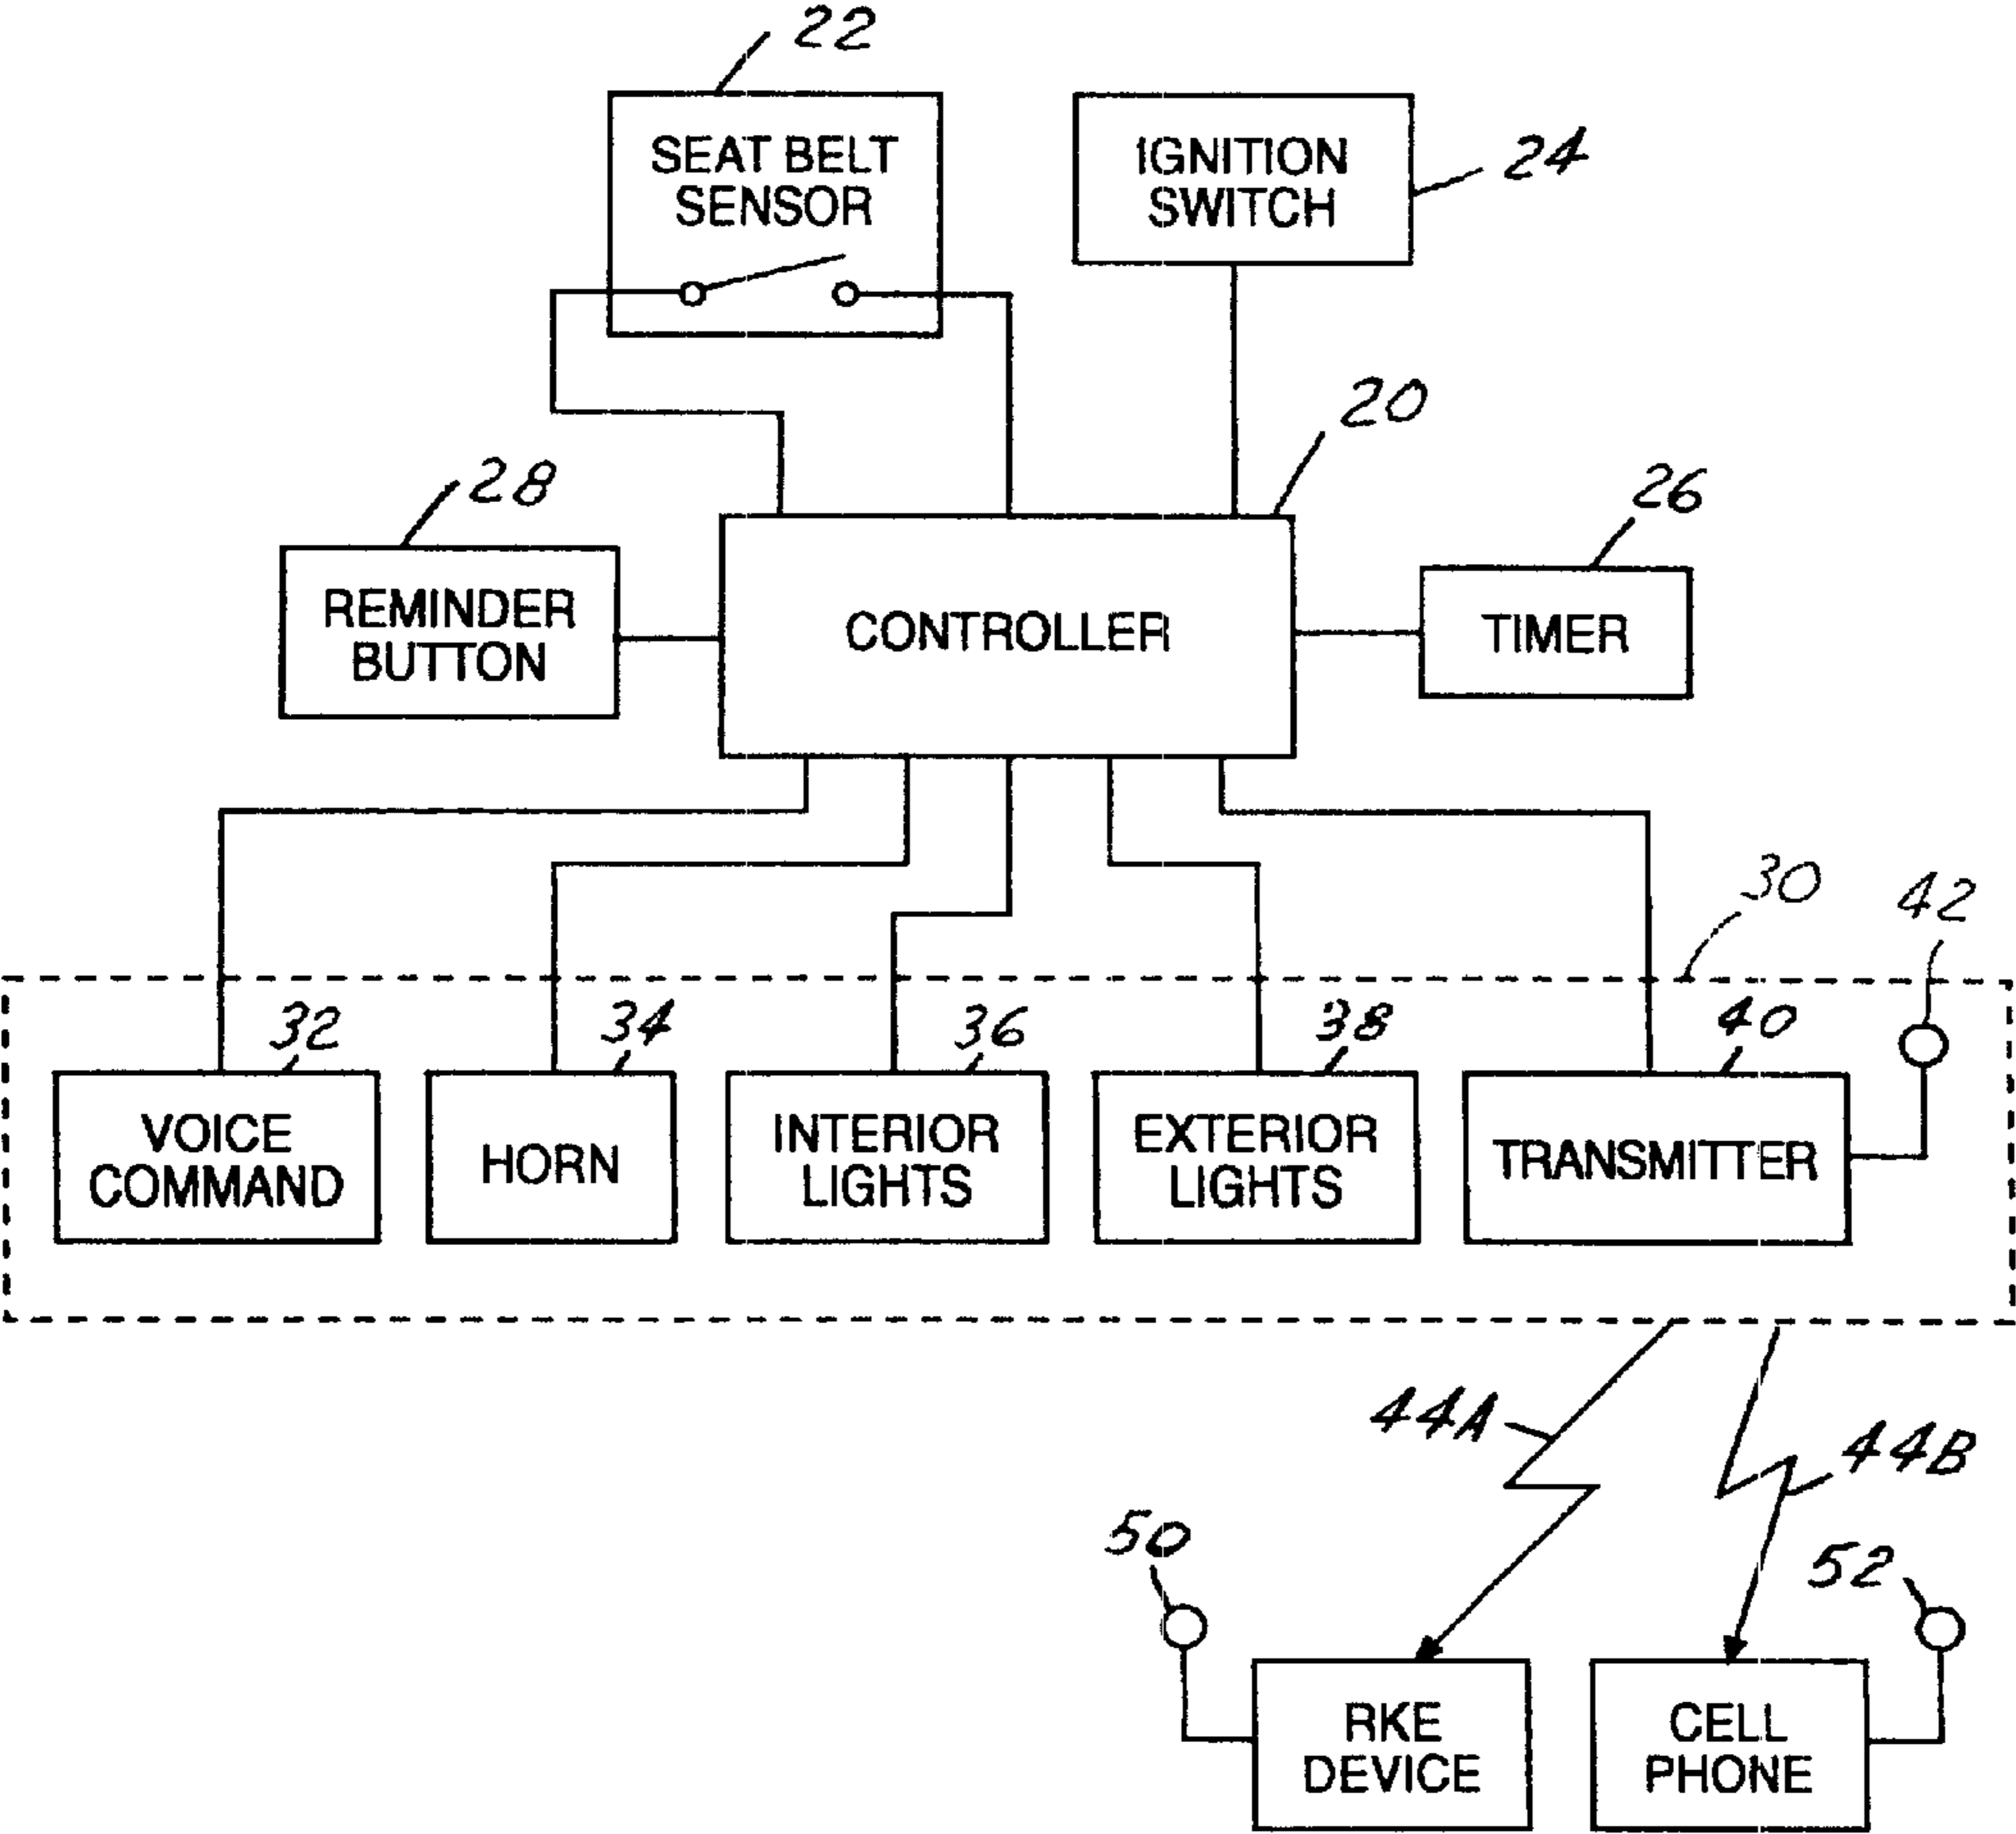 22
SEAT BELT
SENSOR
IGNITION
SWITCH
24
20
28
26
REMINDER
BUTTON
CONTROLLER
TIMER
30
42
32
34
36
38
40
VOICE
COMMAND
HORN
INTERIOR
LIGHTS
EXTERIOR
LIGHTS
TRANSMITTER
44A
44B
50
52
RKE
DEVICE
CELL
PHONE